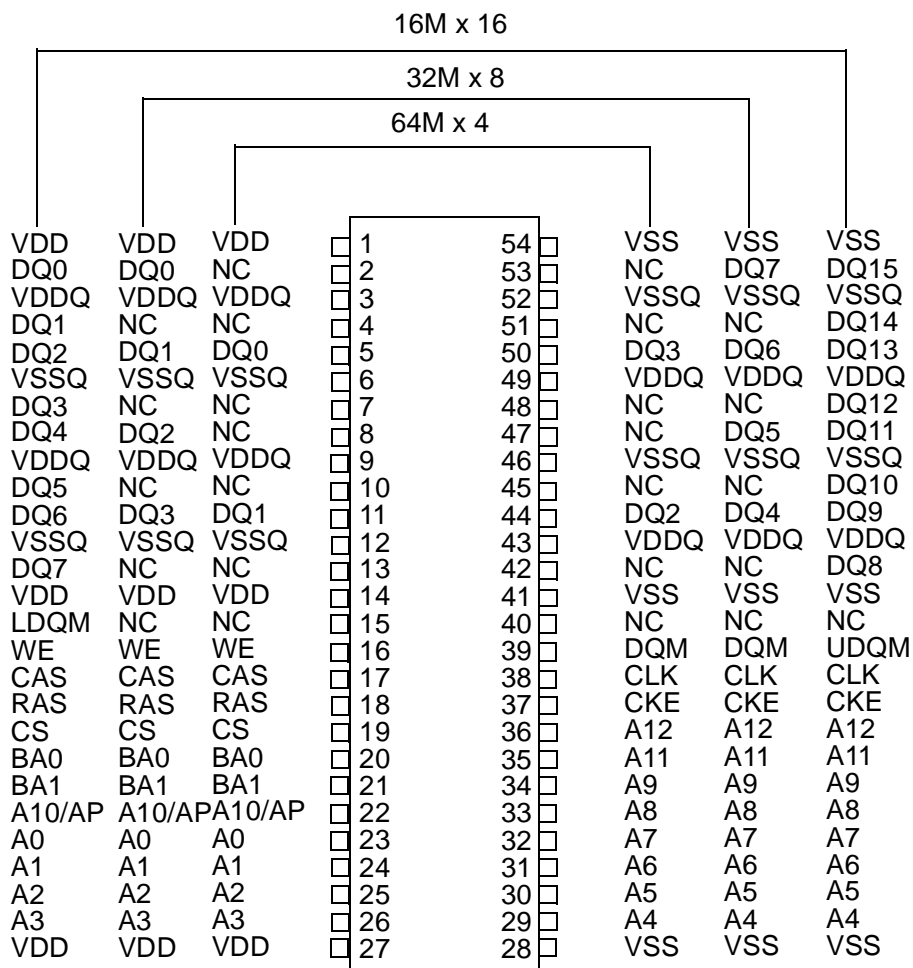 16M x 16
32M x 8
64M x 4
VDD VDD VDD 1 54 VSS VSS VSS
DQ0 DQ0 NC 2 53 NC DQ7 DQ15
VDDQ VDDQ VDDQ 3 52 VSSQ VSSQ VSSQ
DQ1 NC NC 4 51 NC NC DQ14
DQ2 DQ1 DQ0 5 50 DQ3 DQ6 DQ13
VSSQ VSSQ VSSQ 6 49 VDDQ VDDQ VDDQ
DQ3 NC NC 7 48 NC NC DQ12
DQ4 DQ2 NC 8 47 NC DQ5 DQ11
VDDQ VDDQ VDDQ 9 46 VSSQ VSSQ VSSQ
DQ5 NC NC 10 45 NC NC DQ10
DQ6 DQ3 DQ1 11 44 DQ2 DQ4 DQ9
VSSQ VSSQ VSSQ 12 43 VDDQ VDDQ VDDQ
DQ7 NC NC 13 42 NC NC DQ8
VDD VDD VDD 14 41 VSS VSS VSS
LDQM NC NC 15 40 NC NC NC
WE WE WE 16 39 DQM DQM UDQM
CAS CAS CAS 17 38 CLK CLK CLK
RAS RAS RAS 18 37 CKE CKE CKE
CS CS CS 19 36 A12 A12 A12
BA0 BA0 BA0 20 35 A11 A11 A11
BA1 BA1 BA1 21 34 A9 A9 A9
A10/AP A10/AP A10/AP 22 33 A8 A8 A8
A0 A0 A0 23 32 A7 A7 A7
A1 A1 A1 24 31 A6 A6 A6
A2 A2 A2 25 30 A5 A5 A5
A3 A3 A3 26 29 A4 A4 A4
VDD VDD VDD 27 28 VSS VSS VSS